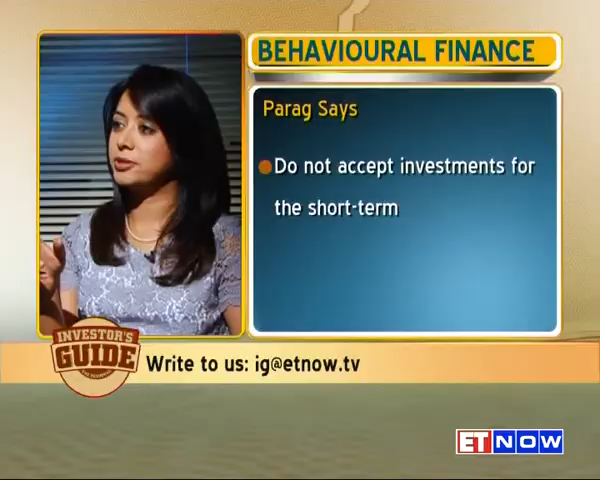 BEHAVIOURAL FINANCE
Parag Says
Do not accept investments for
the short-term
INVESTOR'S
GUIDE
Write to us: ig@etnow.tv
ET NOW